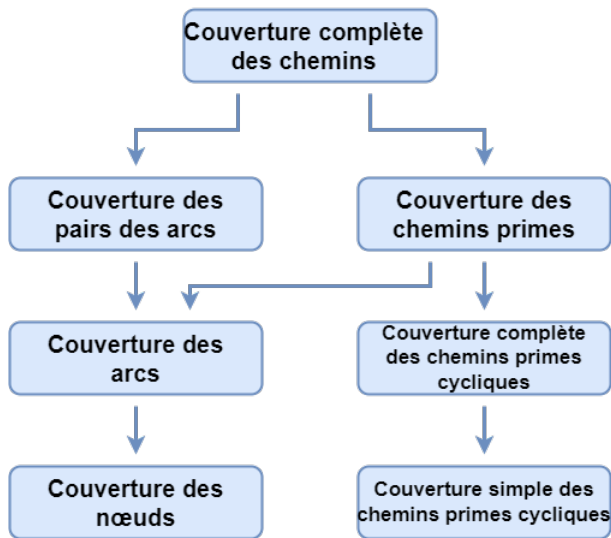 Couverture complète
des chemins
Couverture des
pairs des arcs
Couverture des
chemins primes
Couverture des
arcs
Couverture complète
des chemins primes
cycliques
Couverture des
nœuds
Couverture simple des
chemins primes cycliques